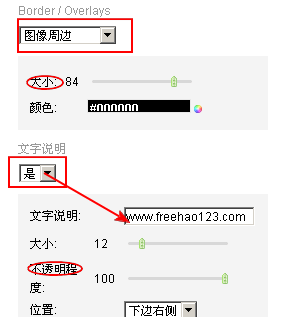 Border / Overlays
图像周边
大小: 84
颜色: #000000
文字说明
是
文字说明: www.freehao123.com
大小: 12
不透明程度: 100
位置: 下边右侧